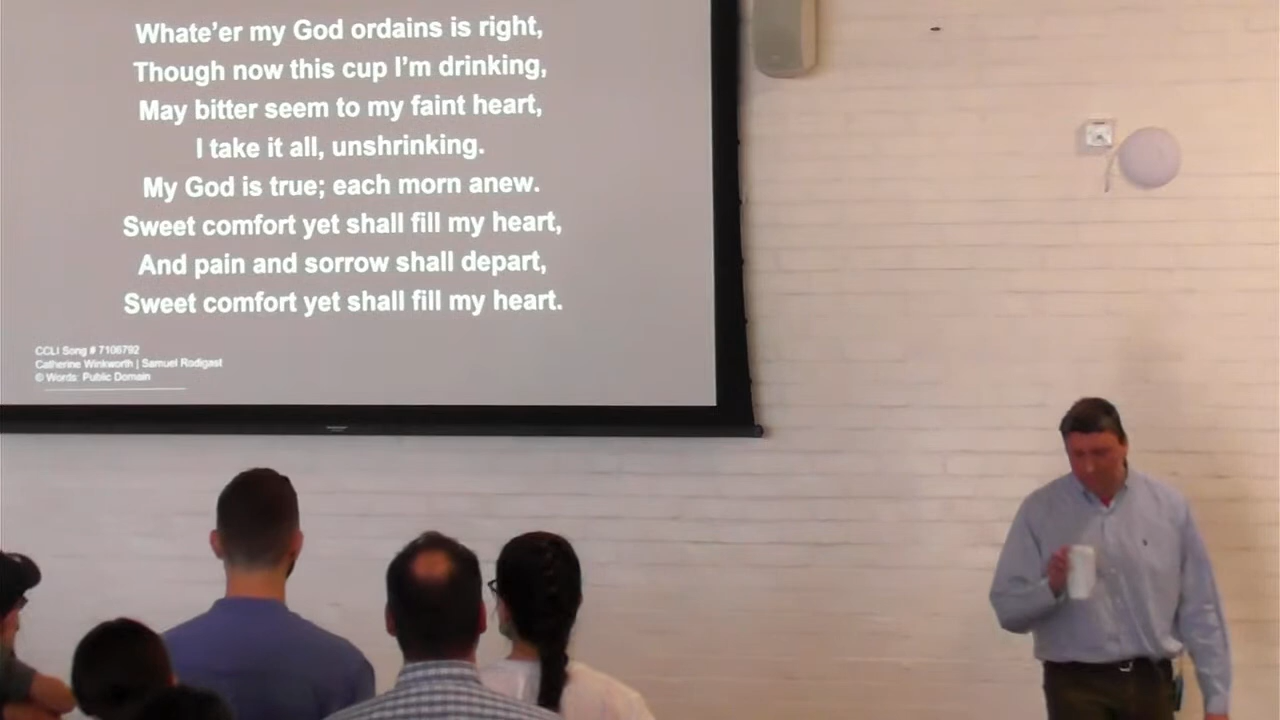 Whate'er my God ordains is right,
Though now this cup I'm drinking,
May bitter seem to my faint heart,
I take it all, unshrinking.
My God is true; each morn anew.
Sweet comfort yet shall fill my heart,
And pain and sorrow shall depart,
Sweet comfort yet shall fill my heart.
CCLI Song # 7106792
Catherine Winkworth | Samuel Rodigast
© Words: Public Domain